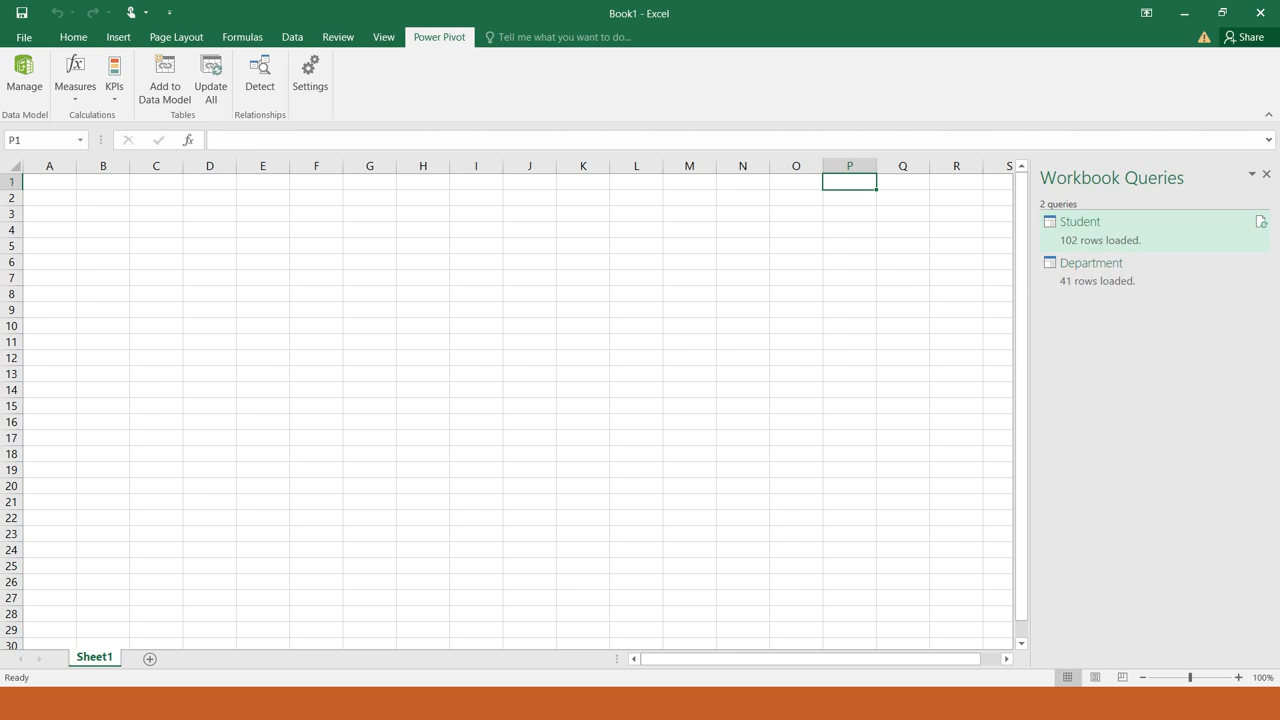 Book1 - Excel
File Home Insert Page Layout Formulas Data Review View Power Pivot Tell me what you want to do... Share
Manage Measures KPIs Add to Data Model Update All Detect Settings
Data Model Calculations Tables Relationships
P1 fx
A B C D E F G H I J K L M N O P Q R S
1
2
3
4
5
6
7
8
9
10
11
12
13
14
15
16
17
18
19
20
21
22
23
24
25
26
27
28
29
30
Workbook Queries
2 queries
Student
102 rows loaded.
Department
41 rows loaded.
Sheet1
Ready 100%